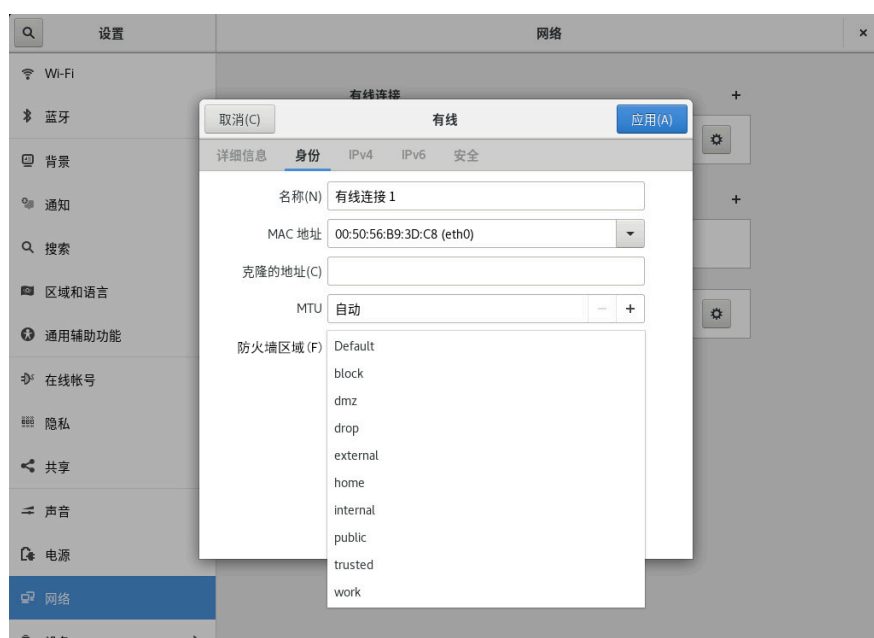 设置
网络
Wi-Fi
蓝牙
背景
通知
搜索
区域和语言
通用辅助功能
在线帐号
隐私
共享
声音
电源
网络
有线连接
取消(C)
有线
应用(A)
详细信息
身份
IPv4
IPv6
安全
名称(N)
有线连接 1
MAC 地址
00:50:56:B9:3D:C8 (eth0)
克隆的地址(C)
MTU
自动
防火墙区域(F)
Default
block
dmz
drop
external
home
internal
public
trusted
work